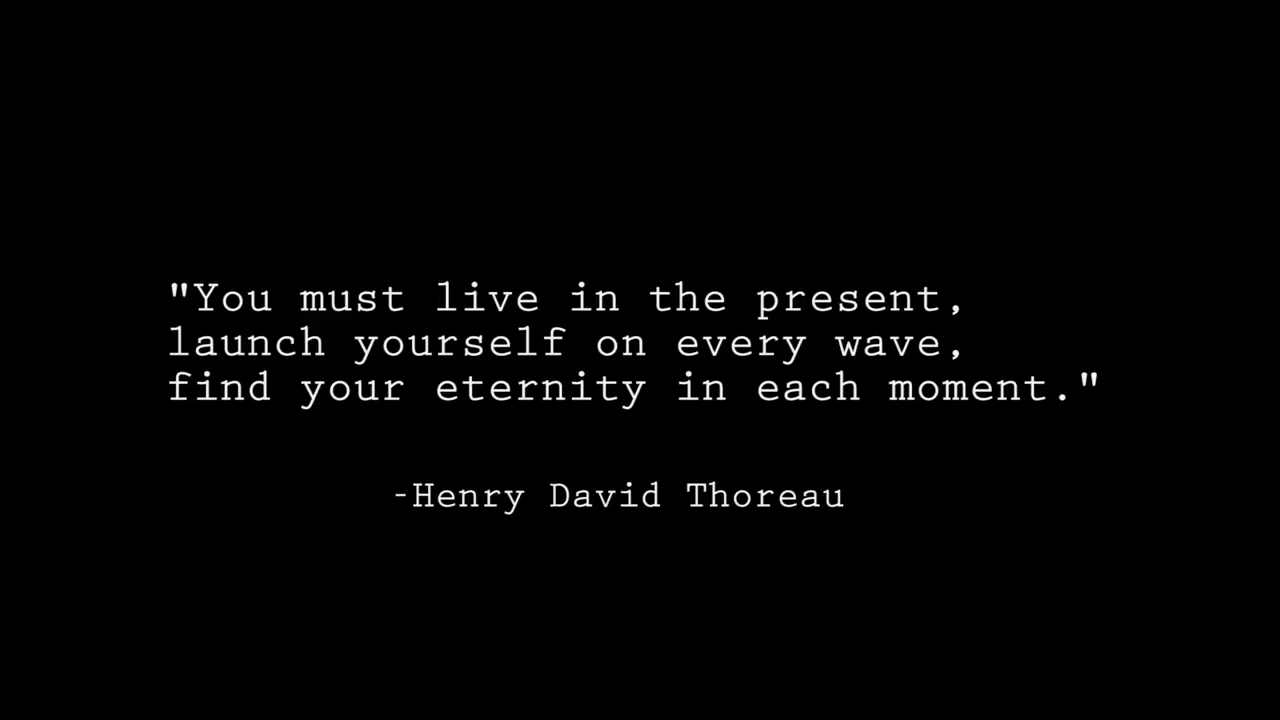 "You must live in the present,
launch yourself on every wave,
find your eternity in each moment."
-Henry David Thoreau